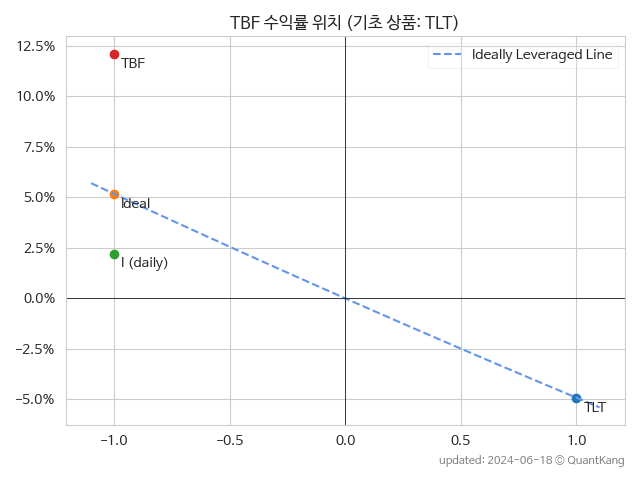 TBF 수익률 위치 (기초 상품: TLT)
12.5%
10.0%
7.5%
5.0%
2.5%
0.0%
−2.5%
−5.0%
Ideally Leveraged Line
TBF
Ideal
I (daily)
TLT
−1.0
−0.5
0.0
0.5
1.0
updated: 2024-06-18 © QuantKang